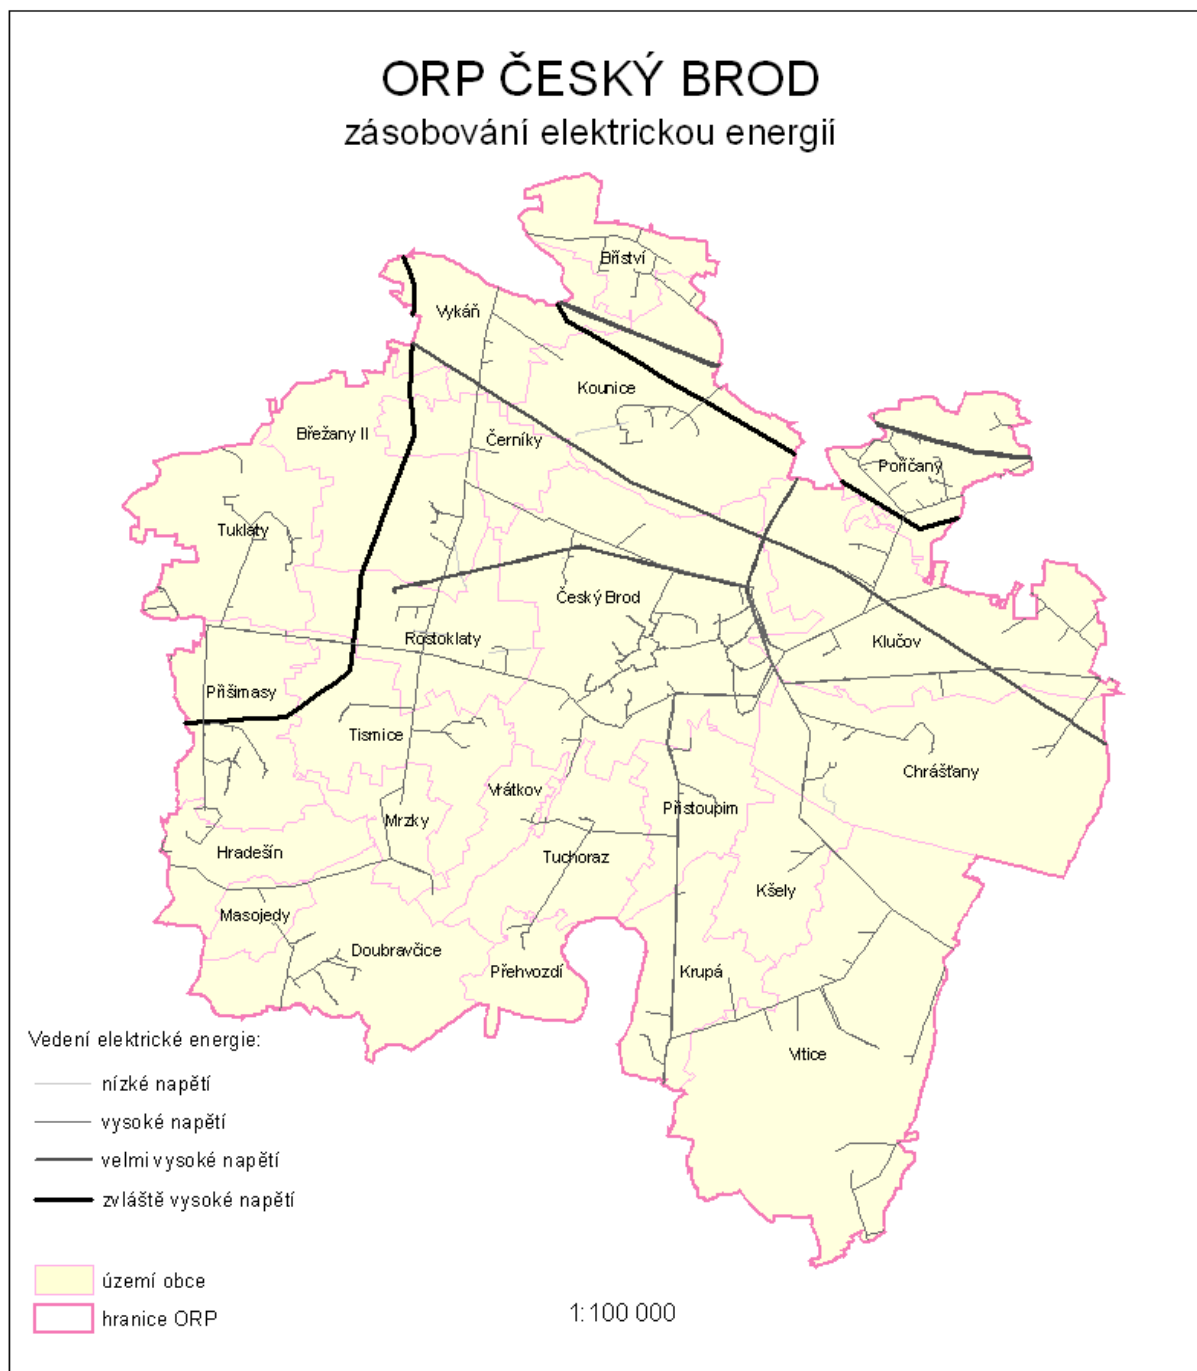 ORP ČESKÝ BROD
zásobování elektrickou energií
Bříství
Vykáň
Kounice
Břežany II
Černíky
Poříčany
Tuklaty
Český Brod
Rostoklaty
Klučov
Přišimasy
Tismice
Chrášťany
Vrátkov
Přistoupim
Mrzky
Hradešín
Tuchoraz
Kšely
Masojedy
Doubravčice
Přehvozdí
Krupá
Vitice
Vedení elektrické energie:
nízké napětí
vysoké napětí
velmi vysoké napětí
zvláště vysoké napětí
území obce
hranice ORP
1:100 000